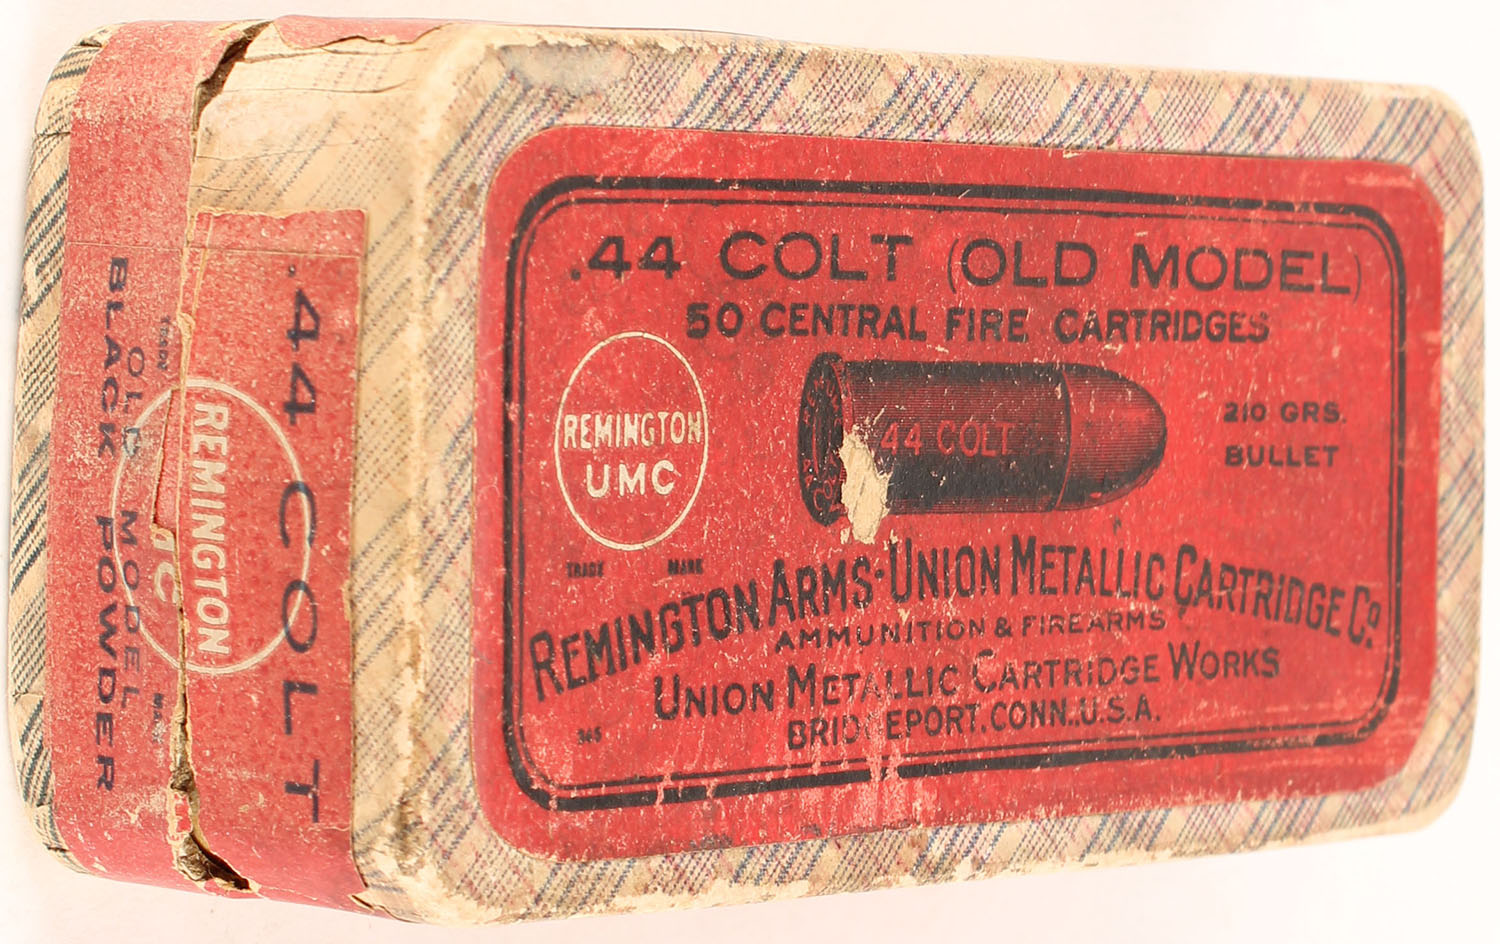 .44 COLT (OLD MODEL)
50 CENTRAL FIRE CARTRIDGES
REMINGTON
UMC
TRADE MARK
44 COLT
210 GRS.
BULLET
REMINGTON ARMS-UNION METALLIC CARTRIDGE CO.
AMMUNITION & FIREARMS
UNION METALLIC CARTRIDGE WORKS
BRIDGEPORT, CONN., U.S.A.
.44 COLT
REMINGTON
OLD MODEL
BLACK POWDER